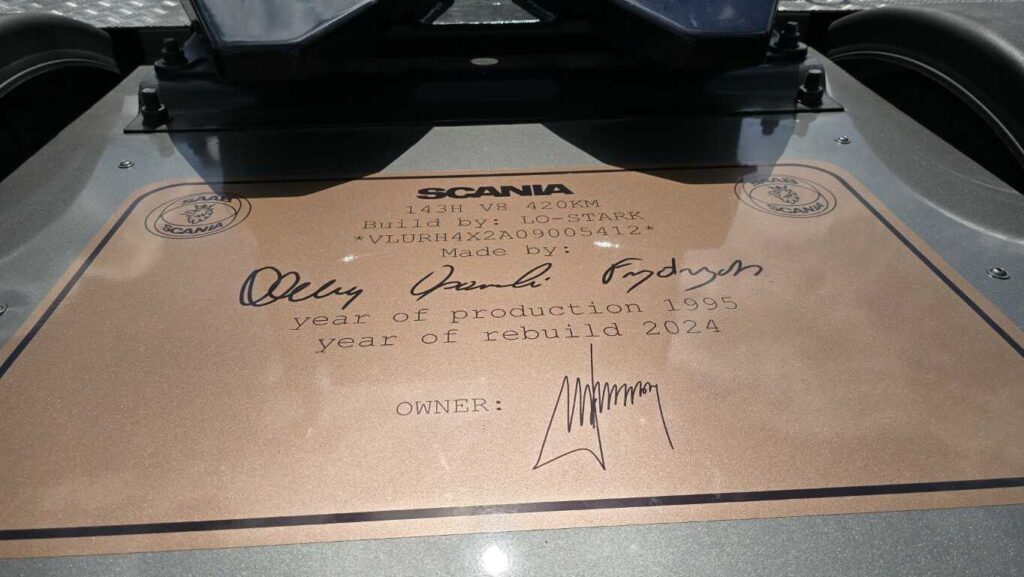 SCANIA
SAAB
SCANIA
SAAB
SCANIA
143H V8 420KM
Build by: LO-STARK
*VLURH4X2A09005412*
Made by:
year of production 1995
year of rebuild 2024
OWNER: